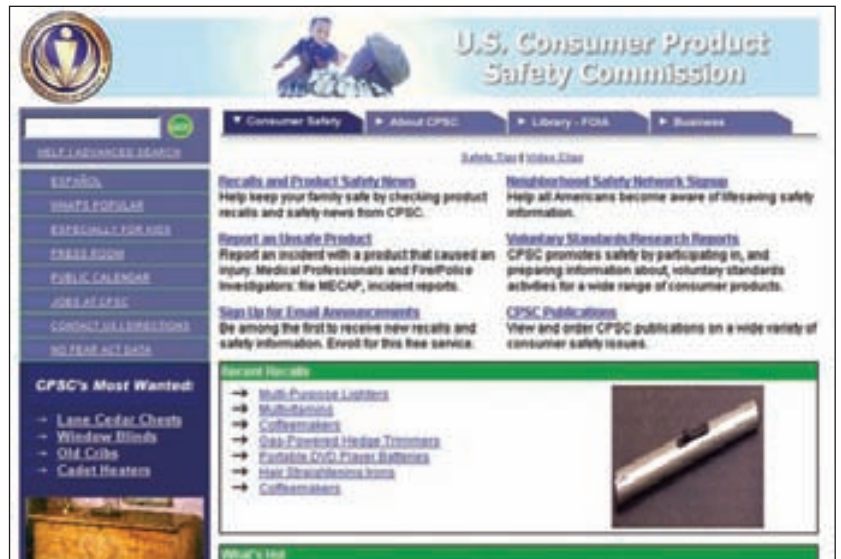 U.S. Consumer Product
Safety Commission
GO!
HELP | ADVANCED SEARCH
▼ Consumer Safety
► About CPSC
► Library - FOIA
► Business
Safety Tips | Video Clips
ESPAÑOL
WHAT'S POPULAR
ESPECIALLY FOR KIDS
PRESS ROOM
PUBLIC CALENDAR
JOBS AT CPSC
CONTACT US | DIRECTIONS
NO FEAR ACT DATA
CPSC's Most Wanted:
→ Lane Cedar Chests
→ Window Blinds
→ Old Cribs
→ Cadet Heaters
Recalls and Product Safety News
Help keep your family safe by checking product
recalls and safety news from CPSC.
Report an Unsafe Product
Report an incident with a product that caused an
injury. Medical Professionals and Fire/Police
Investigators: file MECAP, incident reports.
Sign Up for Email Announcements
Be among the first to receive new recalls and
safety information. Enroll for this free service.
Neighborhood Safety Network Signup
Help all Americans become aware of lifesaving safety
information.
Voluntary Standards/Research Reports
CPSC promotes safety by participating in, and
preparing information about, voluntary standards
activities for a wide range of consumer products.
CPSC Publications
View and order CPSC publications on a wide variety of
consumer safety issues.
Recent Recalls
→ Multi-Purpose Lighters
→ Multivitamins
→ Coffeemakers
→ Gas-Powered Hedge Trimmers
→ Portable DVD Player Batteries
→ Hair Straightening Irons
→ Coffeemakers
What's Hot